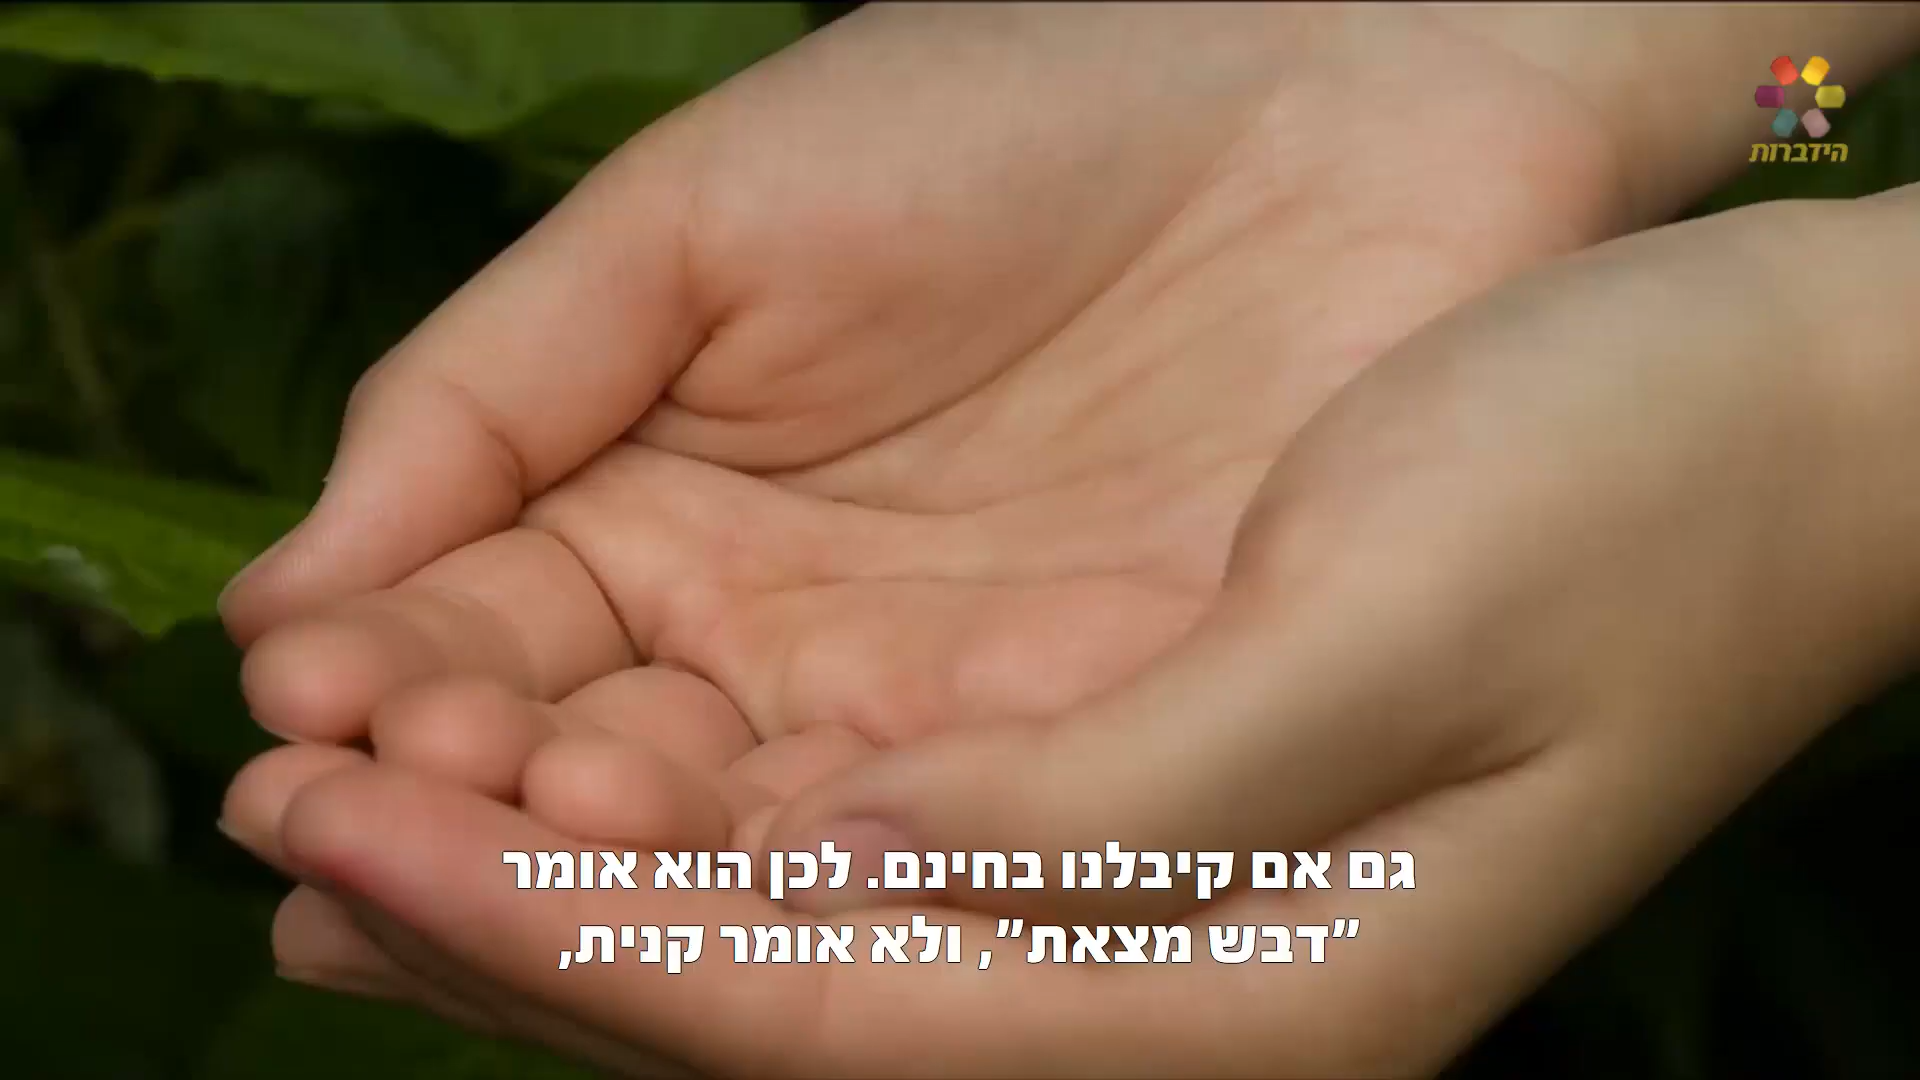 הידברות
גם אם קיבלנו בחינם. לכן הוא אומר
"דבש מצאת", ולא אומר קנית,